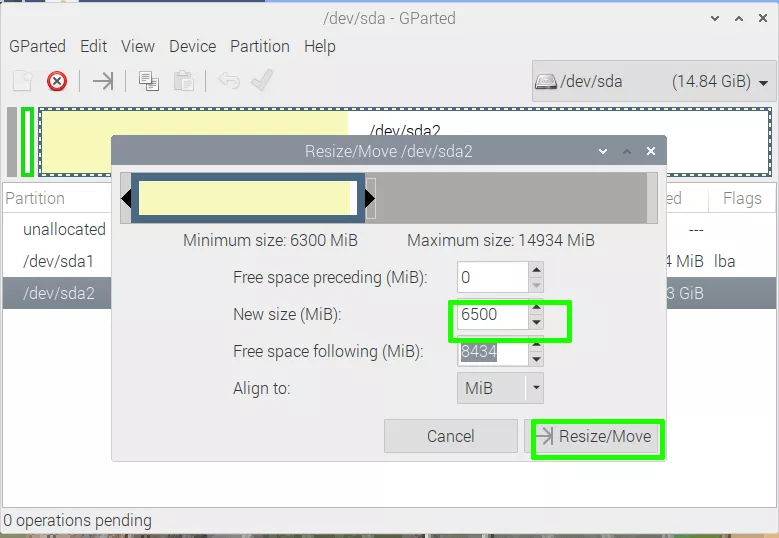 /dev/sda - GParted
GParted Edit View Device Partition Help
/dev/sda (14.84 GiB)
/dev/sda2
Resize/Move /dev/sda2
Partition ed Flags
Minimum size: 6300 MiB Maximum size: 14934 MiB
unallocated ---
/dev/sda1 MiB lba
/dev/sda2 GiB
Free space preceding (MiB): 0
New size (MiB): 6500
Free space following (MiB): 8434
Align to: MiB
Cancel Resize/Move
0 operations pending